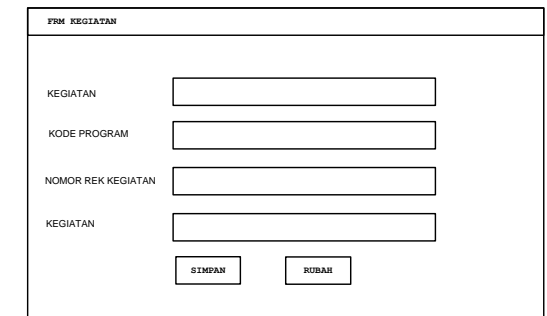 FRM KEGIATAN
KEGIATAN
KODE PROGRAM
NOMOR REK KEGIATAN
KEGIATAN
SIMPAN RUBAH